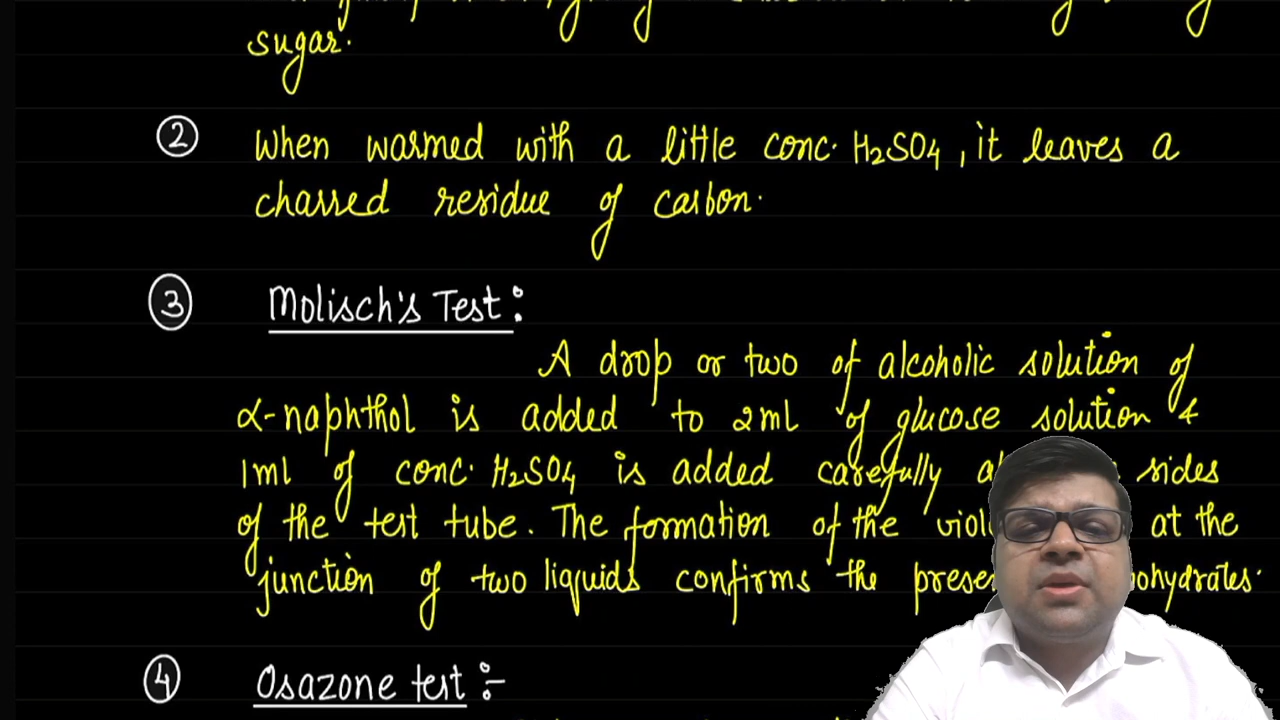 sugar.
② When warmed with a little conc. H₂SO₄, it leaves a
charred residue of carbon.
③ Molisch's Test:
A drop or two of alcoholic solution of
α-naphthol is added to 2ml of glucose solution &
1ml of conc. H₂SO₄ is added carefully sides
of the test tube. The formation of the at the
junction of two liquids confirms the
④ Osazone test :-